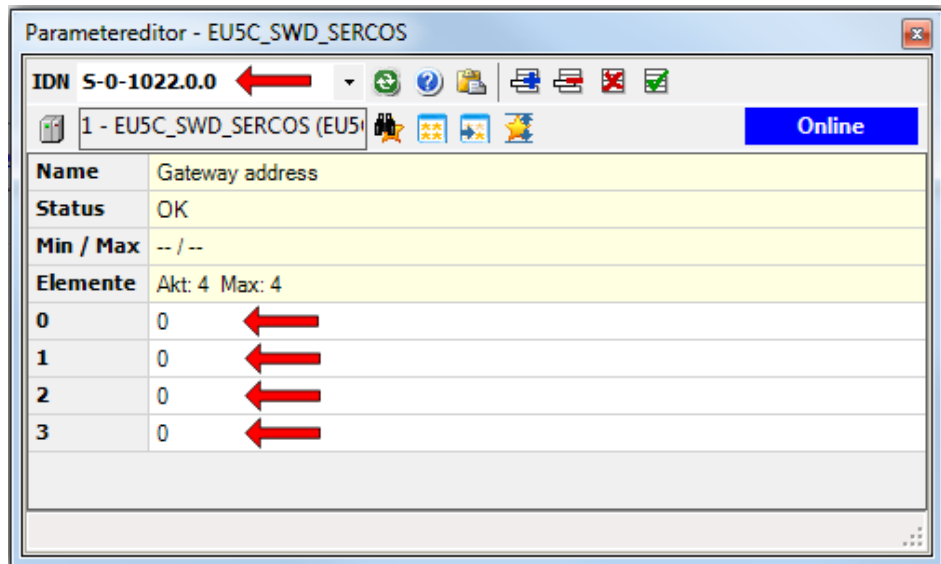 Parametereditor - EU5C_SWD_SERCOS
IDN S-0-1022.0.0
1 - EU5C_SWD_SERCOS (EU5 Online
Name Gateway address
Status OK
Min / Max -- / --
Elemente Akt: 4 Max: 4
0 0
1 0
2 0
3 0